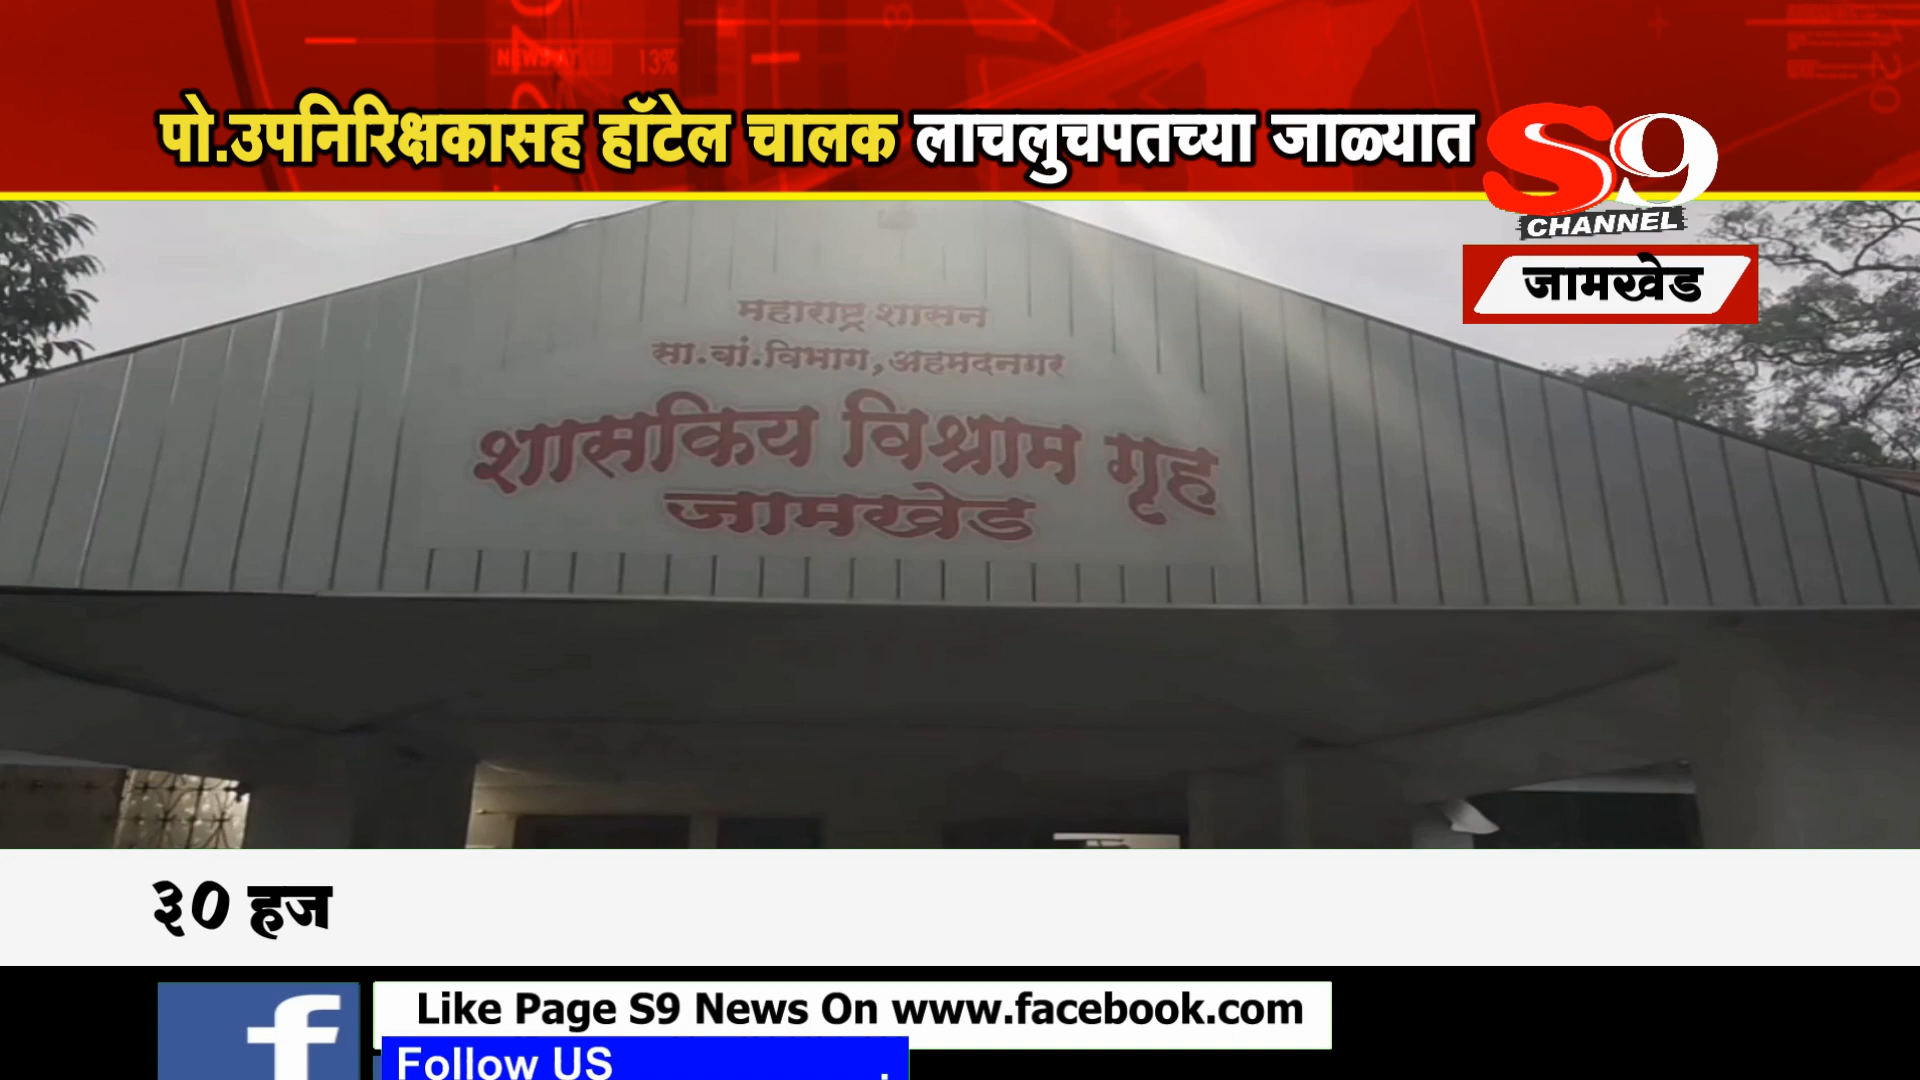 पो.उपनिरिक्षकासह हॉटेल चालक लाचलुचपतच्या जाळ्यात
S9
CHANNEL
जामखेड
महाराष्ट्र शासन
सा.बां.विभाग,अहमदनगर
शासकिय विश्राम गृह
जामखेड
३० हज
Like Page S9 News On www.facebook.com
Follow US